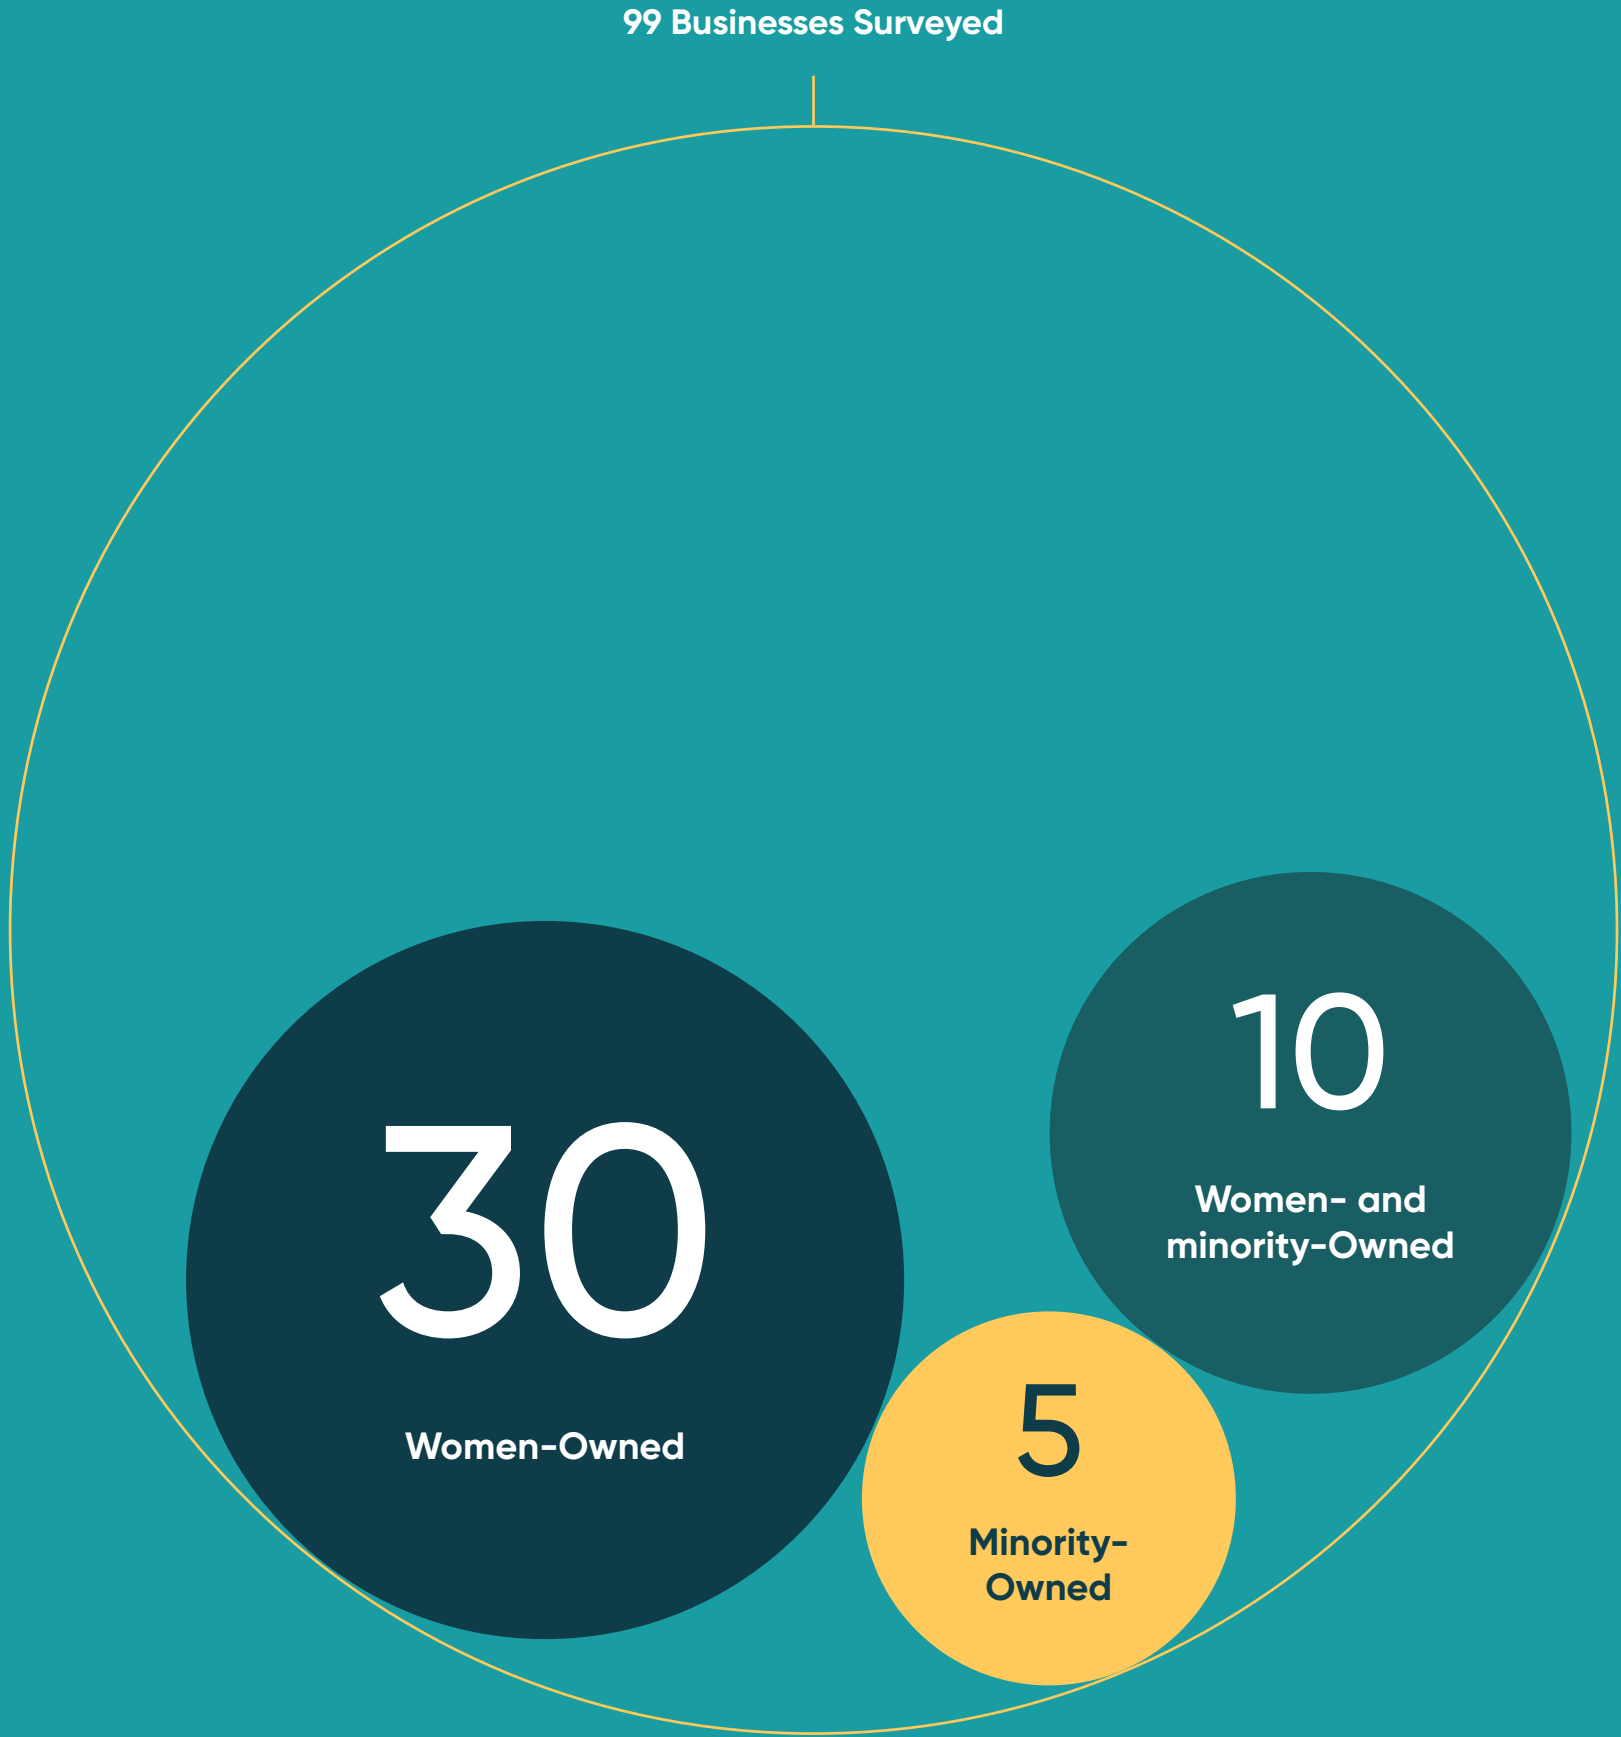 99 Businesses Surveyed
30
Women-Owned
10
Women- and
minority-Owned
5
Minority-
Owned